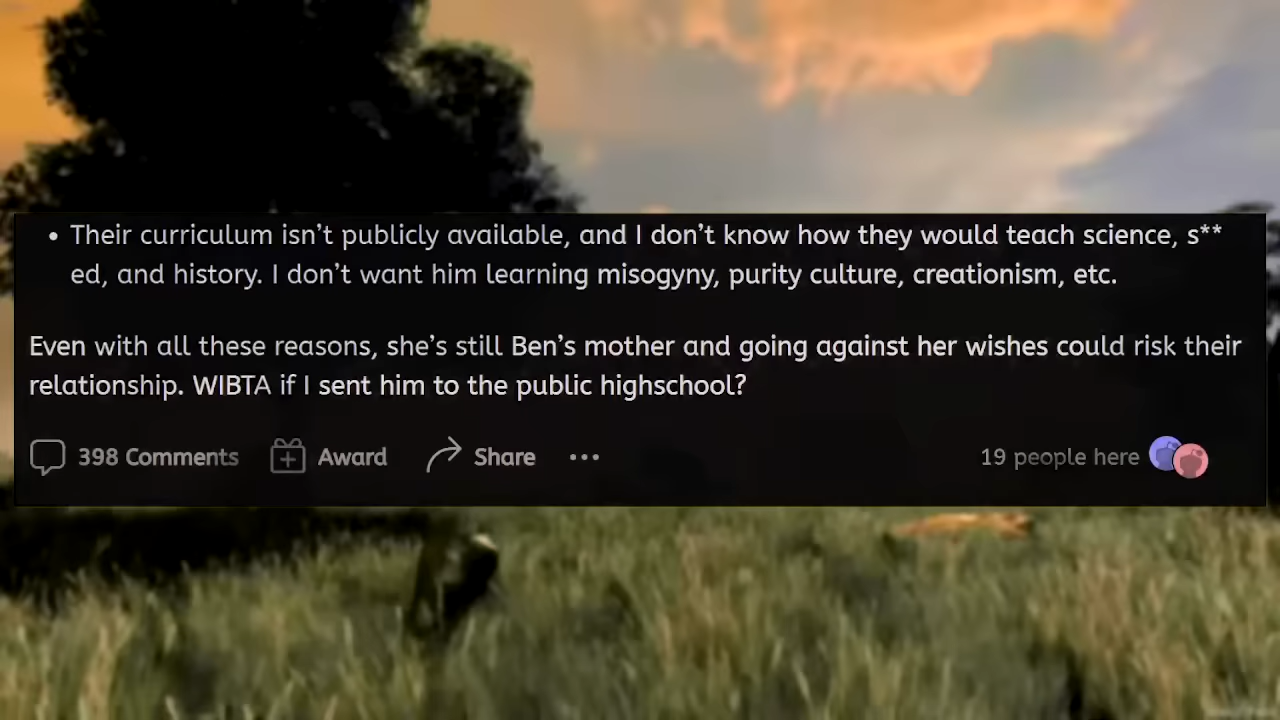 • Their curriculum isn’t publicly available, and I don’t know how they would teach science, s**
ed, and history. I don’t want him learning misogyny, purity culture, creationism, etc.
Even with all these reasons, she’s still Ben’s mother and going against her wishes could risk their
relationship. WIBTA if I sent him to the public highschool?
398 Comments Award Share ••• 19 people here